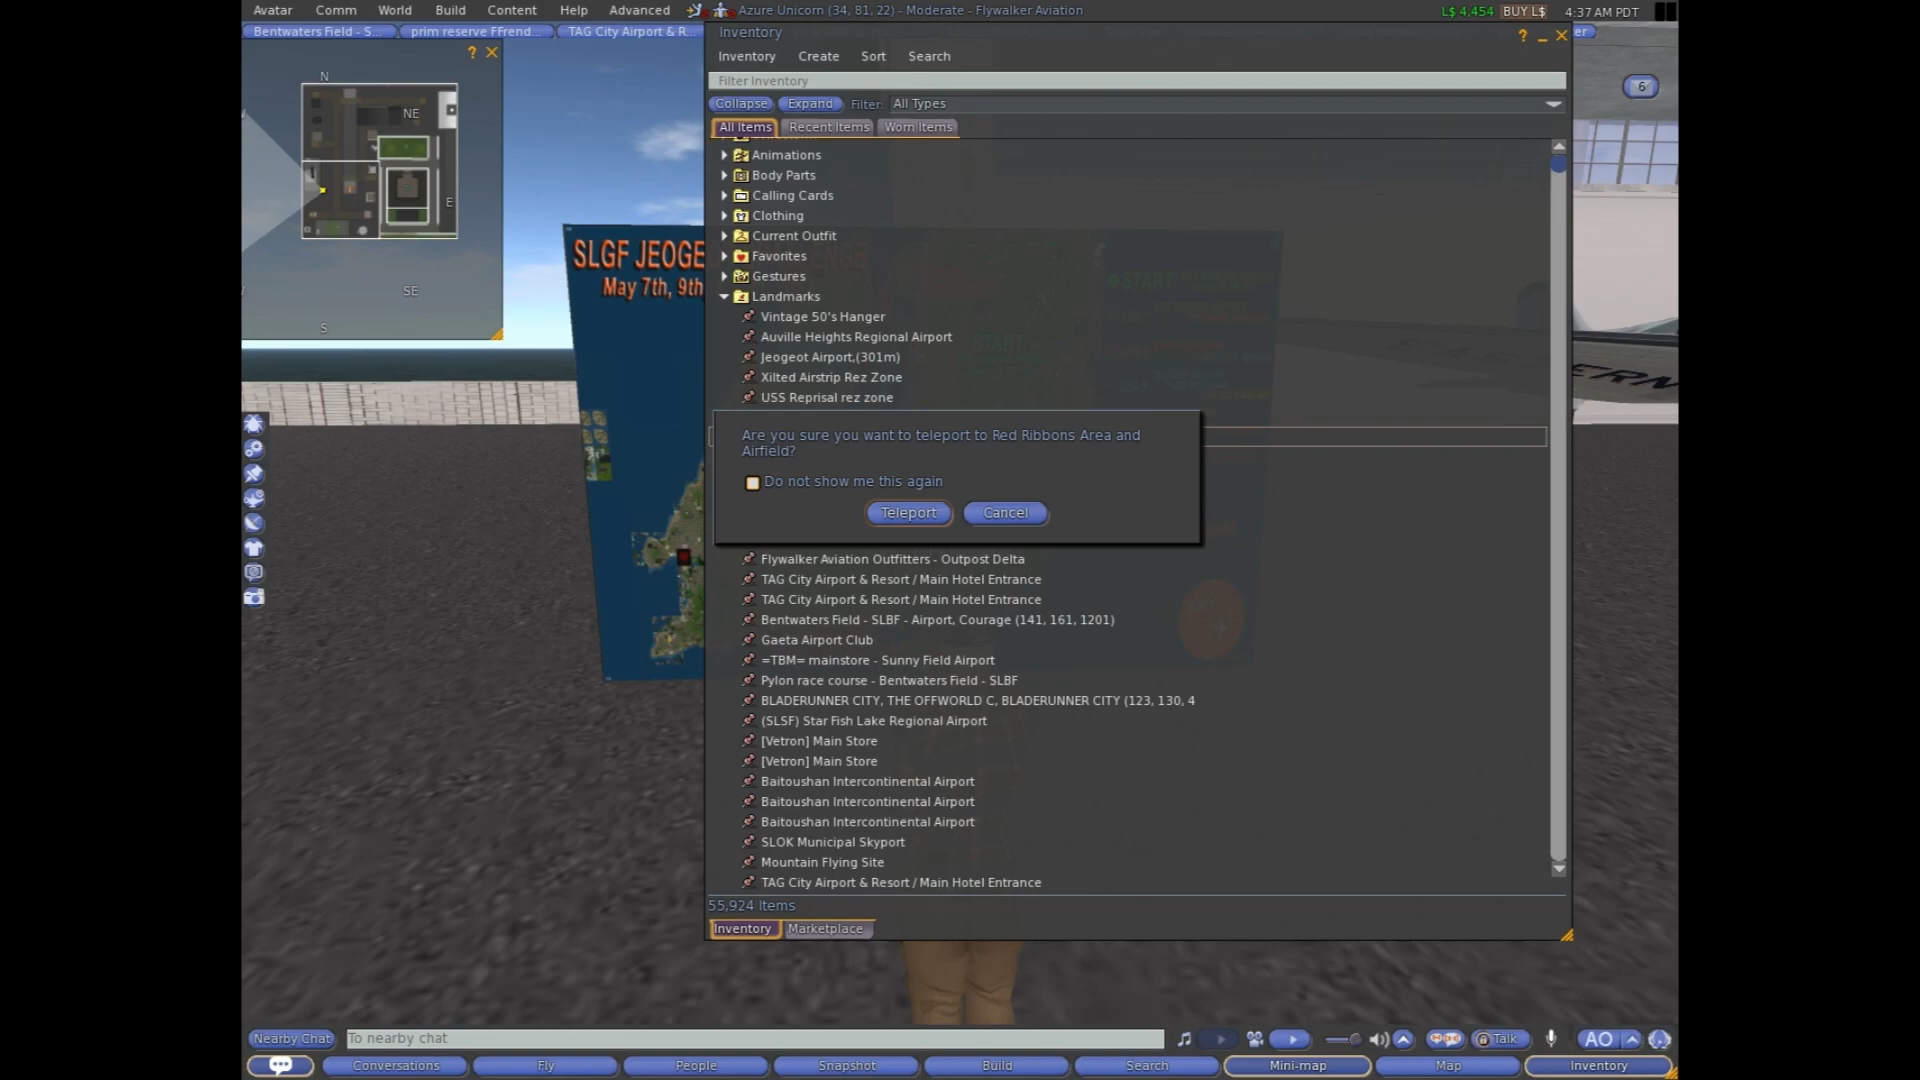 Avatar Comm World Build Content Help Advanced Azure Unicorn (34, 81, 22) - Moderate - Flywalker Aviation L$ 4,454 BUY L$ 4:37 AM PDT
Bentwaters Field - S... prim reserve FFrend... TAG City Airport & R... er
Inventory
? _ X
Inventory Create Sort Search
Filter Inventory
Collapse Expand Filter: All Types
All Items Recent Items Worn Items
6
N
NE
E
SE
S
Animations
Body Parts
Calling Cards
Clothing
Current Outfit
Favorites
Gestures
Landmarks
Vintage 50's Hanger
Auville Heights Regional Airport
Jeogeot Airport,(301m)
Xilted Airstrip Rez Zone
USS Reprisal rez zone
SLGF JEOGE
May 7th, 9th
START
START
Are you sure you want to teleport to Red Ribbons Area and
Airfield?
Do not show me this again
Teleport Cancel
Flywalker Aviation Outfitters - Outpost Delta
TAG City Airport & Resort / Main Hotel Entrance
TAG City Airport & Resort / Main Hotel Entrance
Bentwaters Field - SLBF - Airport, Courage (141, 161, 1201)
Gaeta Airport Club
=TBM= mainstore - Sunny Field Airport
Pylon race course - Bentwaters Field - SLBF
BLADERUNNER CITY, THE OFFWORLD C, BLADERUNNER CITY (123, 130, 4
(SLSF) Star Fish Lake Regional Airport
[Vetron] Main Store
[Vetron] Main Store
Baitoushan Intercontinental Airport
Baitoushan Intercontinental Airport
Baitoushan Intercontinental Airport
SLOK Municipal Skyport
Mountain Flying Site
TAG City Airport & Resort / Main Hotel Entrance
55,924 Items
Inventory Marketplace
Nearby Chat To nearby chat Talk AO
Conversations Fly People Snapshot Build Search Mini-map Map Inventory